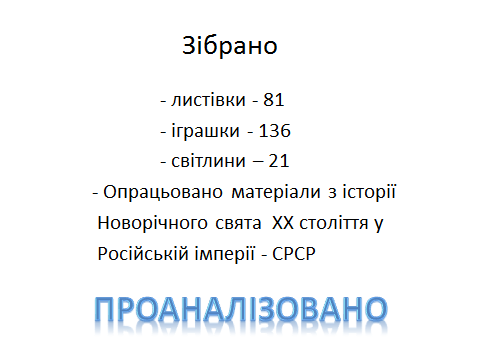 Зібрано
- листівки - 81
- іграшки - 136
- світлини – 21
- Опрацьовано матеріали з історії
Новорічного свята ХХ століття у
Російській імперії - СРСР
ПРОАНАЛІЗОВАНО